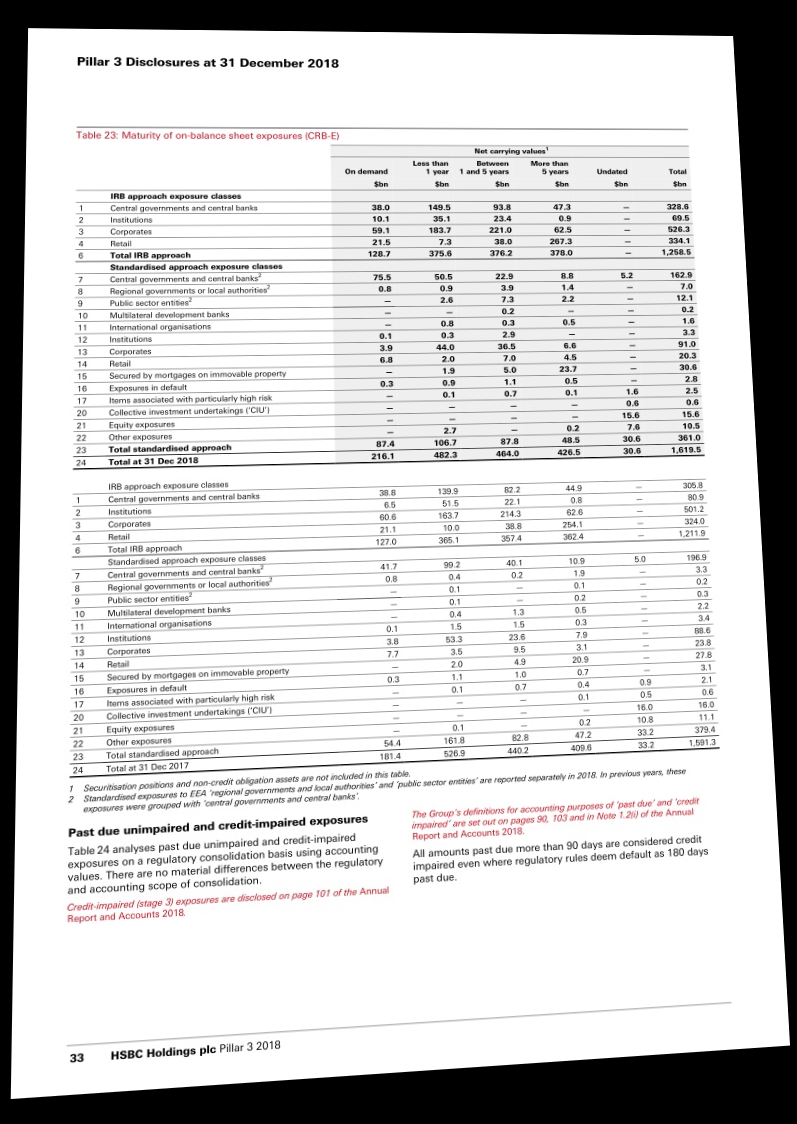 Pillar 3 Disclosures at 31 December 2018
Table 23: Maturity of on-balance sheet exposures (CRB-E)
Net carrying values¹
On demand Less than 1 year Between 1 and 5 years More than 5 years Undated Total
$bn $bn $bn $bn $bn $bn
IRB approach exposure classes
1 Central governments and central banks 38.0 149.5 93.8 47.3 – 328.6
2 Institutions 10.1 35.1 23.4 0.9 – 69.5
3 Corporates 59.1 183.7 221.0 62.5 – 526.3
4 Retail 21.5 7.3 38.0 267.3 – 334.1
6 Total IRB approach 128.7 375.6 376.2 378.0 – 1,258.5
Standardised approach exposure classes
7 Central governments and central banks² 75.5 50.5 22.9 8.8 5.2 162.9
8 Regional governments or local authorities² 0.8 0.9 3.9 1.4 – 7.0
9 Public sector entities² – 2.6 7.3 2.2 – 12.1
10 Multilateral development banks – – 0.2 – – 0.2
11 International organisations – 0.8 0.3 0.5 – 1.6
12 Institutions 0.1 0.3 2.9 – – 3.3
13 Corporates 3.9 44.0 36.5 6.6 – 91.0
14 Retail 6.8 2.0 7.0 4.5 – 20.3
15 Secured by mortgages on immovable property – 1.9 5.0 23.7 – 30.6
16 Exposures in default 0.3 0.9 1.1 0.5 – 2.8
17 Items associated with particularly high risk – 0.1 0.7 0.1 1.6 2.5
20 Collective investment undertakings ('CIU') – – – – 0.6 0.6
21 Equity exposures – – – – 15.6 15.6
22 Other exposures – 2.7 – 0.2 7.6 10.5
23 Total standardised approach 87.4 106.7 87.8 48.5 30.6 361.0
24 Total at 31 Dec 2018 216.1 482.3 464.0 426.5 30.6 1,619.5
IRB approach exposure classes
1 Central governments and central banks 38.8 139.9 82.2 44.9 – 305.8
2 Institutions 6.5 51.5 22.1 0.8 – 80.9
3 Corporates 60.6 163.7 214.3 62.6 – 501.2
4 Retail 21.1 10.0 38.8 254.1 – 324.0
6 Total IRB approach 127.0 365.1 357.4 362.4 – 1,211.9
Standardised approach exposure classes
7 Central governments and central banks² 41.7 99.2 40.1 10.9 5.0 196.9
8 Regional governments or local authorities² 0.8 0.4 0.2 1.9 – 3.3
9 Public sector entities² – 0.1 – 0.1 – 0.2
10 Multilateral development banks – 0.1 – 0.2 – 0.3
11 International organisations – 0.4 1.3 0.5 – 2.2
12 Institutions 0.1 1.5 1.5 0.3 – 3.4
13 Corporates 3.8 53.3 23.6 7.9 – 88.6
14 Retail 7.7 3.5 9.5 3.1 – 23.8
15 Secured by mortgages on immovable property – 2.0 4.9 20.9 – 27.8
16 Exposures in default 0.3 1.1 1.0 0.7 – 3.1
17 Items associated with particularly high risk – 0.1 0.7 0.4 0.9 2.1
20 Collective investment undertakings ('CIU') – – – 0.1 0.5 0.6
21 Equity exposures – – – – 16.0 16.0
22 Other exposures – 0.1 – 0.2 10.8 11.1
23 Total standardised approach 54.4 161.8 82.8 47.2 33.2 379.4
24 Total at 31 Dec 2017 181.4 526.9 440.2 409.6 33.2 1,591.3
1 Securitisation positions and non-credit obligation assets are not included in this table.
2 Standardised exposures to EEA 'regional governments and local authorities' and 'public sector entities' are reported separately in 2018. In previous years, these
exposures were grouped with 'central governments and central banks'.
Past due unimpaired and credit-impaired exposures
Table 24 analyses past due unimpaired and credit-impaired
exposures on a regulatory consolidation basis using accounting
values. There are no material differences between the regulatory
and accounting scope of consolidation.
Credit-impaired (stage 3) exposures are disclosed on page 101 of the Annual
Report and Accounts 2018.
The Group's definitions for accounting purposes of 'past due' and 'credit
impaired' are set out on pages 90, 103 and in Note 1.2(i) of the Annual
Report and Accounts 2018.
All amounts past due more than 90 days are considered credit
impaired even where regulatory rules deem default as 180 days
past due.
33 HSBC Holdings plc Pillar 3 2018